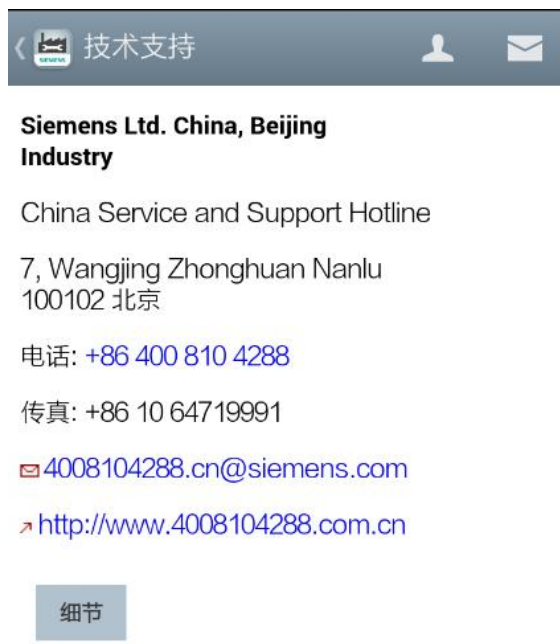 技术支持
Siemens Ltd. China, Beijing
Industry
China Service and Support Hotline
7, Wangjing Zhonghuan Nanlu
100102 北京
电话: +86 400 810 4288
传真: +86 10 64719991
4008104288.cn@siemens.com
http://www.4008104288.com.cn
细节